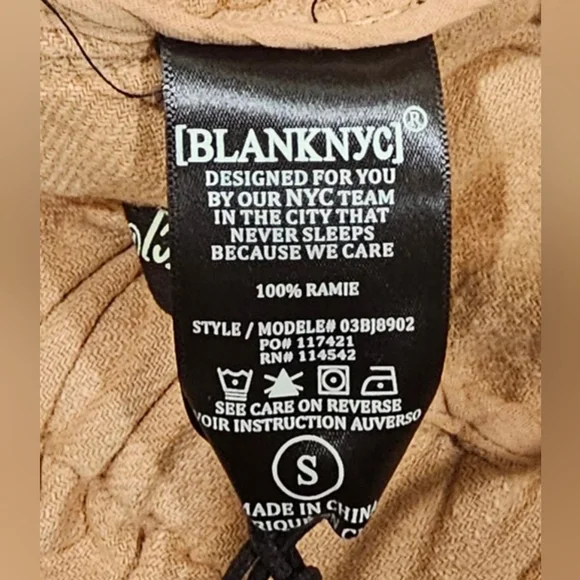 [BLANKNYC]®
DESIGNED FOR YOU
BY OUR NYC TEAM
IN THE CITY THAT
NEVER SLEEPS
BECAUSE WE CARE
100% RAMIE
STYLE / MODELE# 03BJ8902
PO# 117421
RN# 114542
SEE CARE ON REVERSE
VOIR INSTRUCTION AUVERSO
S
MADE IN CHINA